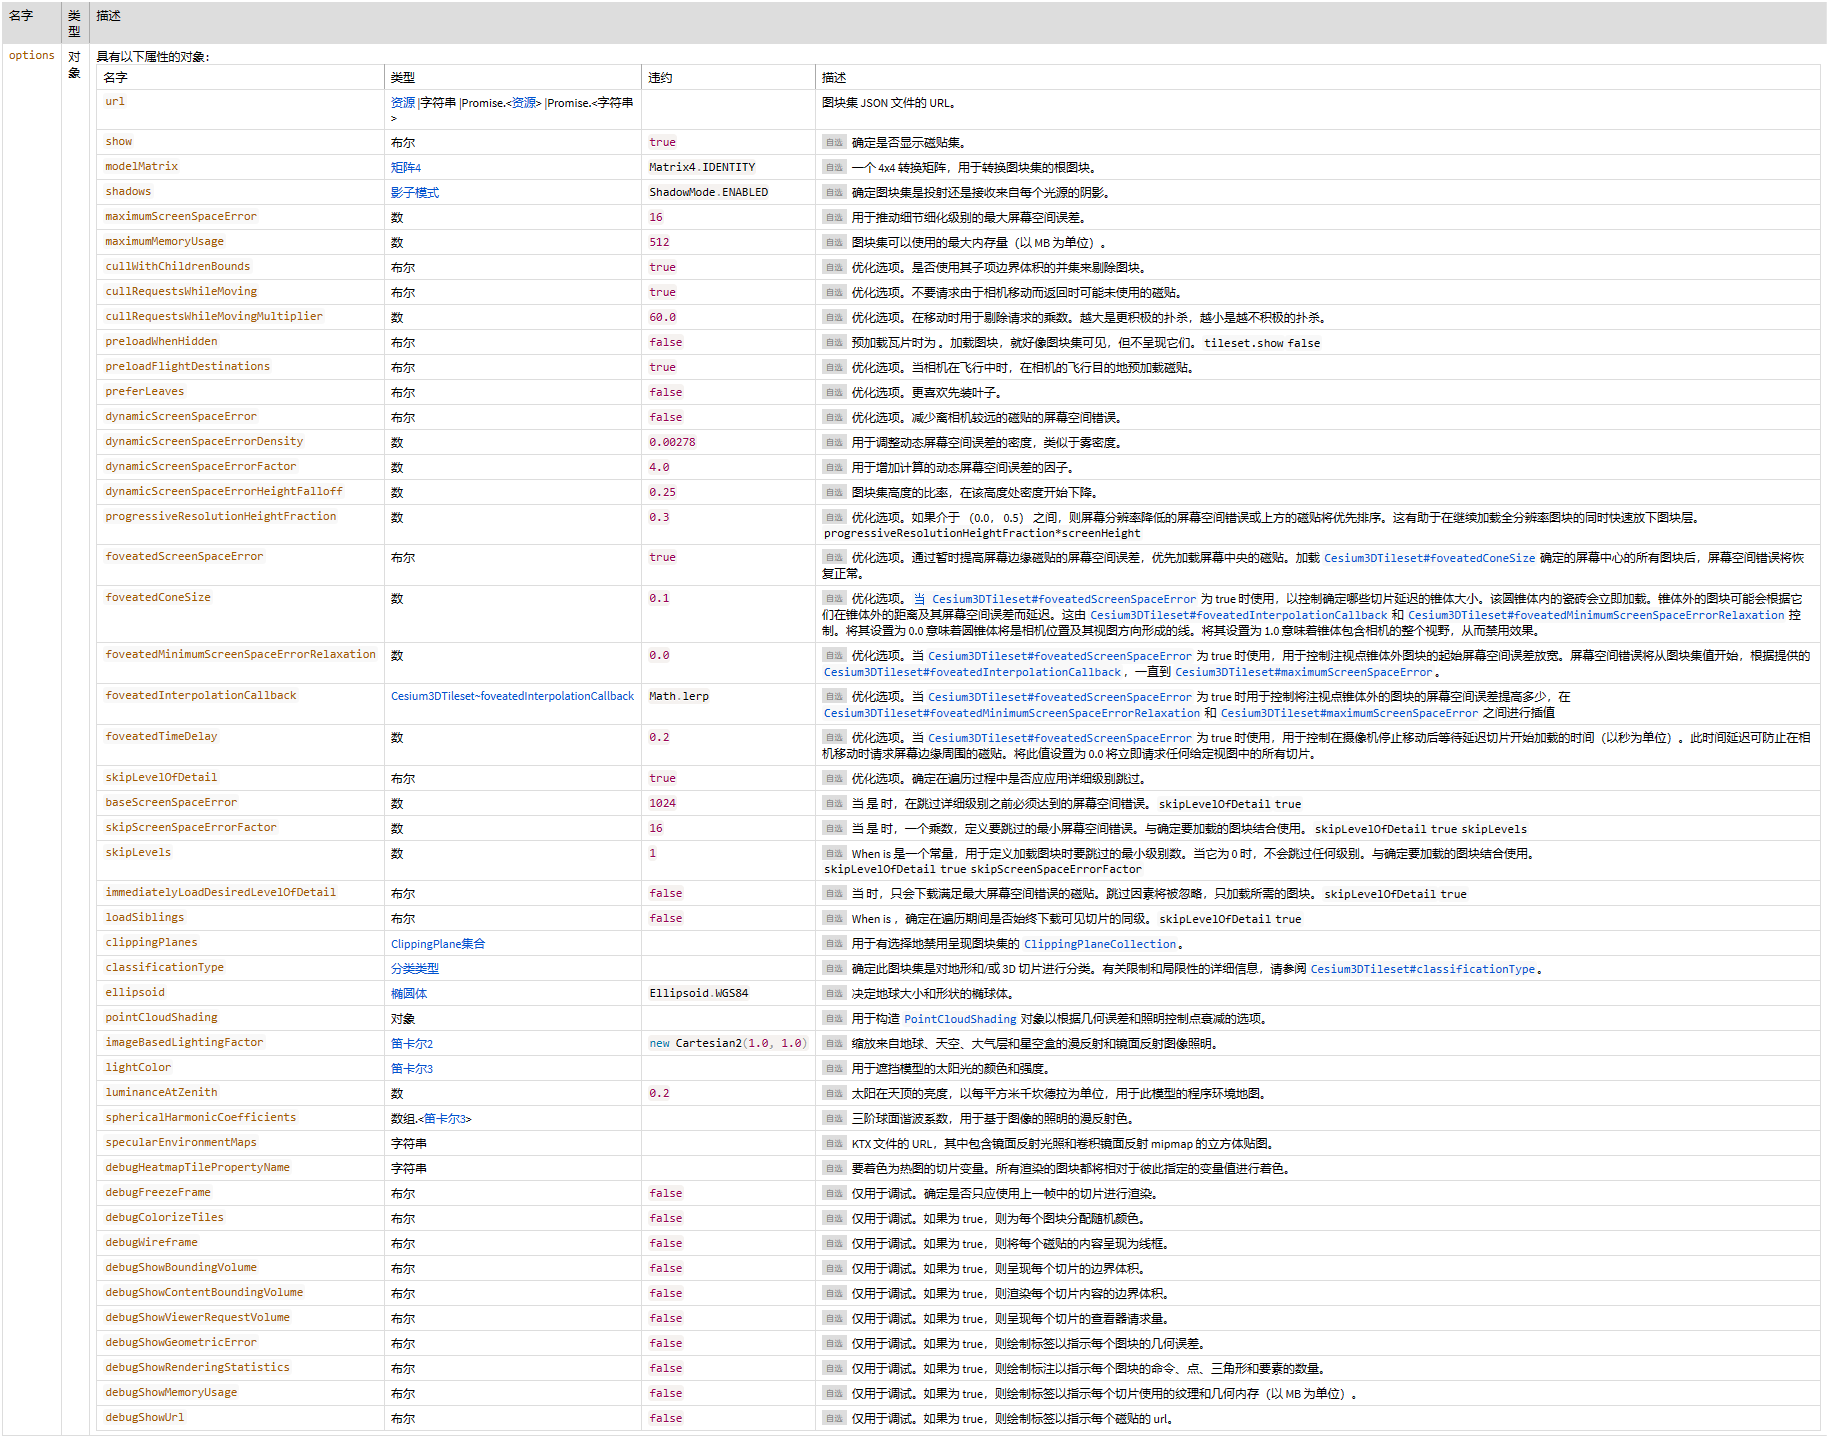 名字 类型 描述
options 对象 具有以下属性的对象：
名字 类型 违约 描述
url 资源 |字符串 |Promise.<资源> |Promise.<字符串 图块集 JSON 文件的 URL。
>
show 布尔 true 自选 确定是否显示磁贴集。
modelMatrix 矩阵4 Matrix4.IDENTITY 自选 一个 4x4 转换矩阵，用于转换图块集的根图块。
shadows 影子模式 ShadowMode.ENABLED 自选 确定图块集是投射还是接收来自每个光源的阴影。
maximumScreenSpaceError 数 16 自选 用于推动细节细化级别的最大屏幕空间误差。
maximumMemoryUsage 数 512 自选 图块集可以使用的最大内存量（以 MB 为单位）。
cullWithChildrenBounds 布尔 true 自选 优化选项。是否使用其子项边界体积的并集来剔除图块。
cullRequestsWhileMoving 布尔 true 自选 优化选项。不要请求由于相机移动而返回时可能未使用的磁贴。
cullRequestsWhileMovingMultiplier 数 60.0 自选 优化选项。在移动时用于剔除请求的乘数。越大是更积极的扑杀，越小是越不积极的扑杀。
preloadWhenHidden 布尔 false 自选 预加载瓦片时为 。加载图块，就好像图块集可见，但不呈现它们。 tileset.show false
preloadFlightDestinations 布尔 true 自选 优化选项。当相机在飞行中时，在相机的飞行目的地预加载磁贴。
preferLeaves 布尔 false 自选 优化选项。更喜欢先装叶子。
dynamicScreenSpaceError 布尔 false 自选 优化选项。减少离相机较远的磁贴的屏幕空间错误。
dynamicScreenSpaceErrorDensity 数 0.00278 自选 用于调整动态屏幕空间误差的密度，类似于雾密度。
dynamicScreenSpaceErrorFactor 数 4.0 自选 用于增加计算的动态屏幕空间误差的因子。
dynamicScreenSpaceErrorHeightFalloff 数 0.25 自选 图块集高度的比率，在该高度处密度开始下降。
progressiveResolutionHeightFraction 数 0.3 自选 优化选项。如果介于 （0.0， 0.5） 之间，则屏幕分辨率降低的屏幕空间错误或上方的磁贴将优先排序。这有助于在继续加载全分辨率图块的同时快速放下图块层。
progressiveResolutionHeightFraction*screenHeight
foveatedScreenSpaceError 布尔 true 自选 优化选项。通过暂时提高屏幕边缘磁贴的屏幕空间误差，优先加载屏幕中央的磁贴。加载 Cesium3DTileset#foveatedConeSize 确定的屏幕中心的所有图块后，屏幕空间错误将恢
复正常。
foveatedConeSize 数 0.1 自选 优化选项。 当 Cesium3DTileset#foveatedScreenSpaceError 为 true 时使用，以控制确定哪些切片延迟的锥体大小。该圆锥体内的瓷砖会立即加载。锥体外的图块可能会根据它
们在锥体外的距离及其屏幕空间误差而延迟。这由 Cesium3DTileset#foveatedInterpolationCallback 和 Cesium3DTileset#foveatedMinimumScreenSpaceErrorRelaxation 控
制。将其设置为 0.0 意味着圆锥体将是相机位置及其视图方向形成的线。将其设置为 1.0 意味着锥体包含相机的整个视野，从而禁用效果。
foveatedMinimumScreenSpaceErrorRelaxation 数 0.0 自选 优化选项。当 Cesium3DTileset#foveatedScreenSpaceError 为 true 时使用，用于控制注视点锥体外图块的起始屏幕空间误差放宽。屏幕空间错误将从图块集值开始，根据提供的
Cesium3DTileset#foveatedInterpolationCallback ，一直到 Cesium3DTileset#maximumScreenSpaceError 。
foveatedInterpolationCallback Cesium3DTileset~foveatedInterpolationCallback Math.lerp 自选 优化选项。当 Cesium3DTileset#foveatedScreenSpaceError 为 true 时用于控制将注视点锥体外的图块的屏幕空间误差提高多少，在
Cesium3DTileset#foveatedMinimumScreenSpaceErrorRelaxation 和 Cesium3DTileset#maximumScreenSpaceError 之间进行插值
foveatedTimeDelay 数 0.2 自选 优化选项。当 Cesium3DTileset#foveatedScreenSpaceError 为 true 时使用，用于控制在摄像机停止移动后等待延迟切片开始加载的时间（以秒为单位）。此时间延迟可防止在相
机移动时请求屏幕边缘周围的磁贴。将此值设置为 0.0 将立即请求任何给定视图中的所有切片。
skipLevelOfDetail 布尔 true 自选 优化选项。确定在遍历过程中是否应应用详细级别跳过。
baseScreenSpaceError 数 1024 自选 当 是 时，在跳过详细级别之前必须达到的屏幕空间错误。 skipLevelOfDetail true
skipScreenSpaceErrorFactor 数 16 自选 当 是 时，一个乘数，定义要跳过的最小屏幕空间错误。与确定要加载的图块结合使用。 skipLevelOfDetail true skipLevels
skipLevels 数 1 自选 When is 是一个常量，用于定义加载图块时要跳过的最小级别数。当它为 0 时，不会跳过任何级别。与确定要加载的图块结合使用。
skipLevelOfDetail true skipScreenSpaceErrorFactor
immediatelyLoadDesiredLevelOfDetail 布尔 false 自选 当 时，只会下载满足最大屏幕空间错误的磁贴。跳过因素将被忽略，只加载所需的图块。 skipLevelOfDetail true
loadSiblings 布尔 false 自选 When is ，确定在遍历期间是否始终下载可见切片的同级。 skipLevelOfDetail true
clippingPlanes ClippingPlane集合 自选 用于有选择地禁用呈现图块集的 ClippingPlaneCollection 。
classificationType 分类类型 自选 确定此图块集是对地形和/或 3D 切片进行分类。有关限制和局限性的详细信息，请参阅 Cesium3DTileset#classificationType 。
ellipsoid 椭圆体 Ellipsoid.WGS84 自选 决定地球大小和形状的椭球体。
pointCloudShading 对象 自选 用于构造 PointCloudShading 对象以根据几何误差和照明控制点衰减的选项。
imageBasedLightingFactor 笛卡尔2 new Cartesian2(1.0, 1.0) 自选 缩放来自地球、天空、大气层和星空盒的漫反射和镜面反射图像照明。
lightColor 笛卡尔3 自选 用于遮挡模型的太阳光的颜色和强度。
luminanceAtZenith 数 0.2 自选 太阳在天顶的亮度，以每平方米千坎德拉为单位，用于此模型的程序环境地图。
sphericalHarmonicCoefficients 数组.<笛卡尔3> 自选 三阶球面谐波系数，用于基于图像的照明的漫反射色。
specularEnvironmentMaps 字符串 自选 KTX 文件的 URL，其中包含镜面反射光照和卷积镜面反射 mipmap 的立方体贴图。
debugHeatmapTilePropertyName 字符串 自选 要着色为热图的切片变量。所有渲染的图块都将相对于彼此指定的变量值进行着色。
debugFreezeFrame 布尔 false 自选 仅用于调试。确定是否只应使用上一帧中的切片进行渲染。
debugColorizeTiles 布尔 false 自选 仅用于调试。如果为 true，则为每个图块分配随机颜色。
debugWireframe 布尔 false 自选 仅用于调试。如果为 true，则将每个磁贴的内容呈现为线框。
debugShowBoundingVolume 布尔 false 自选 仅用于调试。如果为 true，则呈现每个切片的边界体积。
debugShowContentBoundingVolume 布尔 false 自选 仅用于调试。如果为 true，则渲染每个切片内容的边界体积。
debugShowViewerRequestVolume 布尔 false 自选 仅用于调试。如果为 true，则呈现每个切片的查看器请求量。
debugShowGeometricError 布尔 false 自选 仅用于调试。如果为 true，则绘制标签以指示每个图块的几何误差。
debugShowRenderingStatistics 布尔 false 自选 仅用于调试。如果为 true，则绘制标注以指示每个图块的命令、点、三角形和要素的数量。
debugShowMemoryUsage 布尔 false 自选 仅用于调试。如果为 true，则绘制标签以指示每个切片使用的纹理和几何内存（以 MB 为单位）。
debugShowUrl 布尔 false 自选 仅用于调试。如果为 true，则绘制标签以指示每个磁贴的 url。